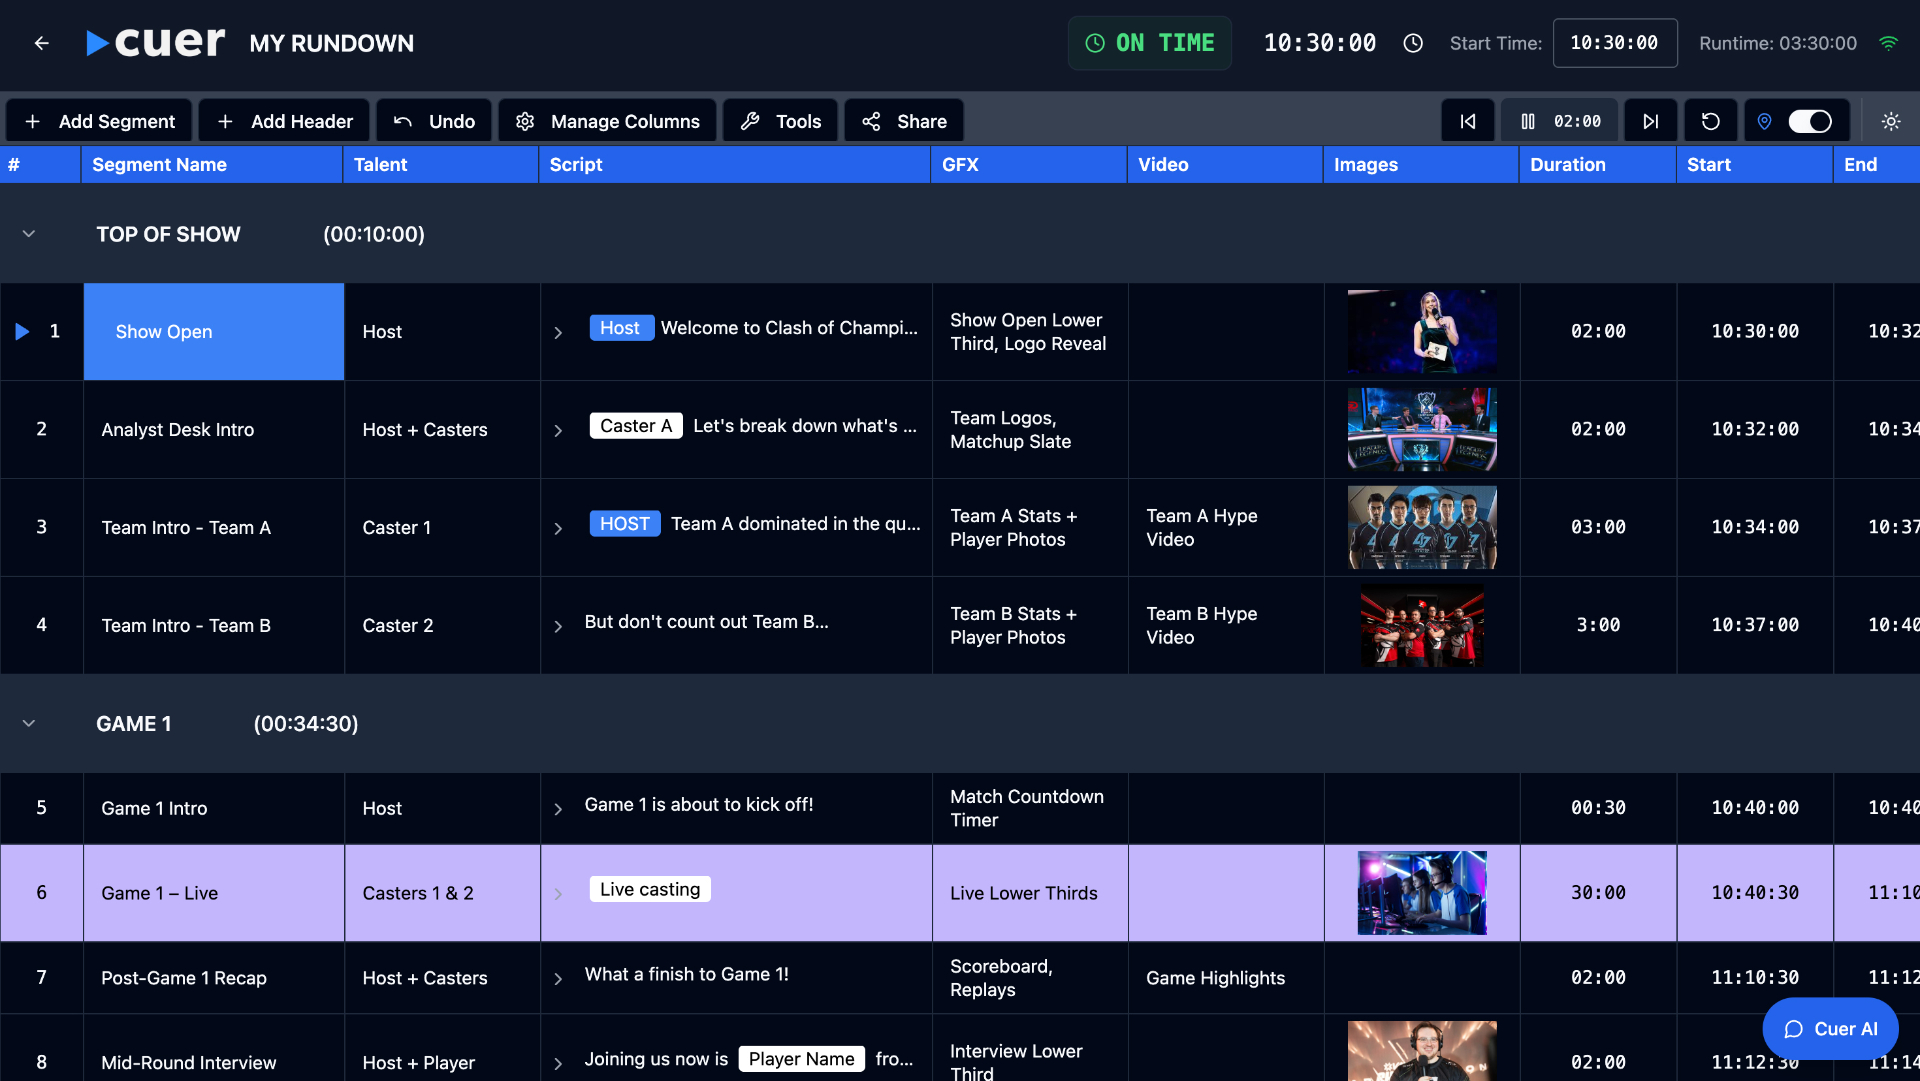 cuer MY RUNDOWN ON TIME 10:30:00 Start Time: 10:30:00 Runtime: 03:30:00
Add Segment Add Header Undo Manage Columns Tools Share 02:00
# Segment Name Talent Script GFX Video Images Duration Start End
TOP OF SHOW (00:10:00)
1 Show Open Host Host Welcome to Clash of Champi... Show Open Lower Third, Logo Reveal 02:00 10:30:00 10:32
2 Analyst Desk Intro Host + Casters Caster A Let's break down what's ... Team Logos, Matchup Slate 02:00 10:32:00 10:34
3 Team Intro - Team A Caster 1 HOST Team A dominated in the qu... Team A Stats + Player Photos Team A Hype Video 03:00 10:34:00 10:37
4 Team Intro - Team B Caster 2 But don't count out Team B... Team B Stats + Player Photos Team B Hype Video 3:00 10:37:00 10:40
GAME 1 (00:34:30)
5 Game 1 Intro Host Game 1 is about to kick off! Match Countdown Timer 00:30 10:40:00 10:40
6 Game 1 – Live Casters 1 & 2 Live casting Live Lower Thirds 30:00 10:40:30 11:10
7 Post-Game 1 Recap Host + Casters What a finish to Game 1! Scoreboard, Replays Game Highlights 02:00 11:10:30 11:12
8 Mid-Round Interview Host + Player Joining us now is Player Name fro... Interview Lower Third 02:00 11:12:30 11:14
Cuer AI